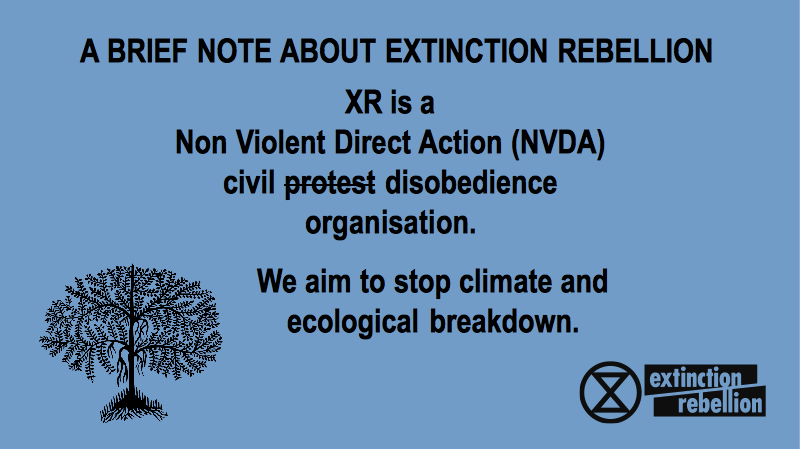 A BRIEF NOTE ABOUT EXTINCTION REBELLION
XR is a
Non Violent Direct Action (NVDA)
civil protest disobedience
organisation.
We aim to stop climate and
ecological breakdown.
extinction
rebellion